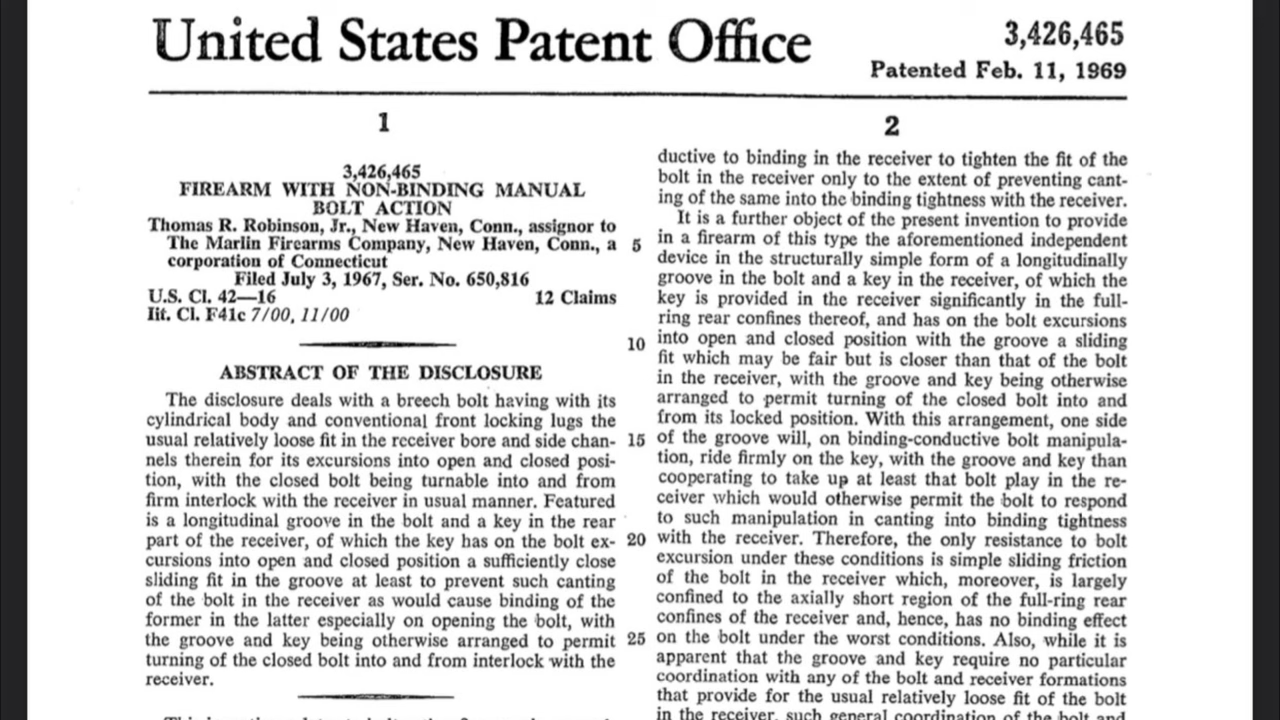 United States Patent Office
3,426,465
Patented Feb. 11, 1969
1
3,426,465
FIREARM WITH NON-BINDING MANUAL
BOLT ACTION
Thomas R. Robinson, Jr., New Haven, Conn., assignor to
The Marlin Firearms Company, New Haven, Conn., a
corporation of Connecticut
Filed July 3, 1967, Ser. No. 650,816
U.S. Cl. 42—16 12 Claims
Iit. Cl. F41c 7/00, 11/00
ABSTRACT OF THE DISCLOSURE
The disclosure deals with a breech bolt having with its
cylindrical body and conventional front locking lugs the
usual relatively loose fit in the receiver bore and side chan-
nels therein for its excursions into open and closed posi-
tion, with the closed bolt being turnable into and from
firm interlock with the receiver in usual manner. Featured
is a longitudinal groove in the bolt and a key in the rear
part of the receiver, of which the key has on the bolt ex-
cursions into open and closed position a sufficiently close
sliding fit in the groove at least to prevent such canting
of the bolt in the receiver as would cause binding of the
former in the latter especially on opening the bolt, with
the groove and key being otherwise arranged to permit
turning of the closed bolt into and from interlock with the
receiver.
5
10
15
20
25
2
ductive to binding in the receiver to tighten the fit of the
bolt in the receiver only to the extent of preventing cant-
ing of the same into the binding tightness with the receiver.
It is a further object of the present invention to provide
in a firearm of this type the aforementioned independent
device in the structurally simple form of a longitudinally
groove in the bolt and a key in the receiver, of which the
key is provided in the receiver significantly in the full-
ring rear confines thereof, and has on the bolt excursions
into open and closed position with the groove a sliding
fit which may be fair but is closer than that of the bolt
in the receiver, with the groove and key being otherwise
arranged to permit turning of the closed bolt into and
from its locked position. With this arrangement, one side
of the groove will, on binding-conductive bolt manipula-
tion, ride firmly on the key, with the groove and key than
cooperating to take up at least that bolt play in the re-
ceiver which would otherwise permit the bolt to respond
to such manipulation in canting into binding tightness
with the receiver. Therefore, the only resistance to bolt
excursion under these conditions is simple sliding friction
of the bolt in the receiver which, moreover, is largely
confined to the axially short region of the full-ring rear
confines of the receiver and, hence, has no binding effect
on the bolt under the worst conditions. Also, while it is
apparent that the groove and key require no particular
coordination with any of the bolt and receiver formations
that provide for the usual relatively loose fit of the bolt
in the receiver, such general coordination of the bolt and